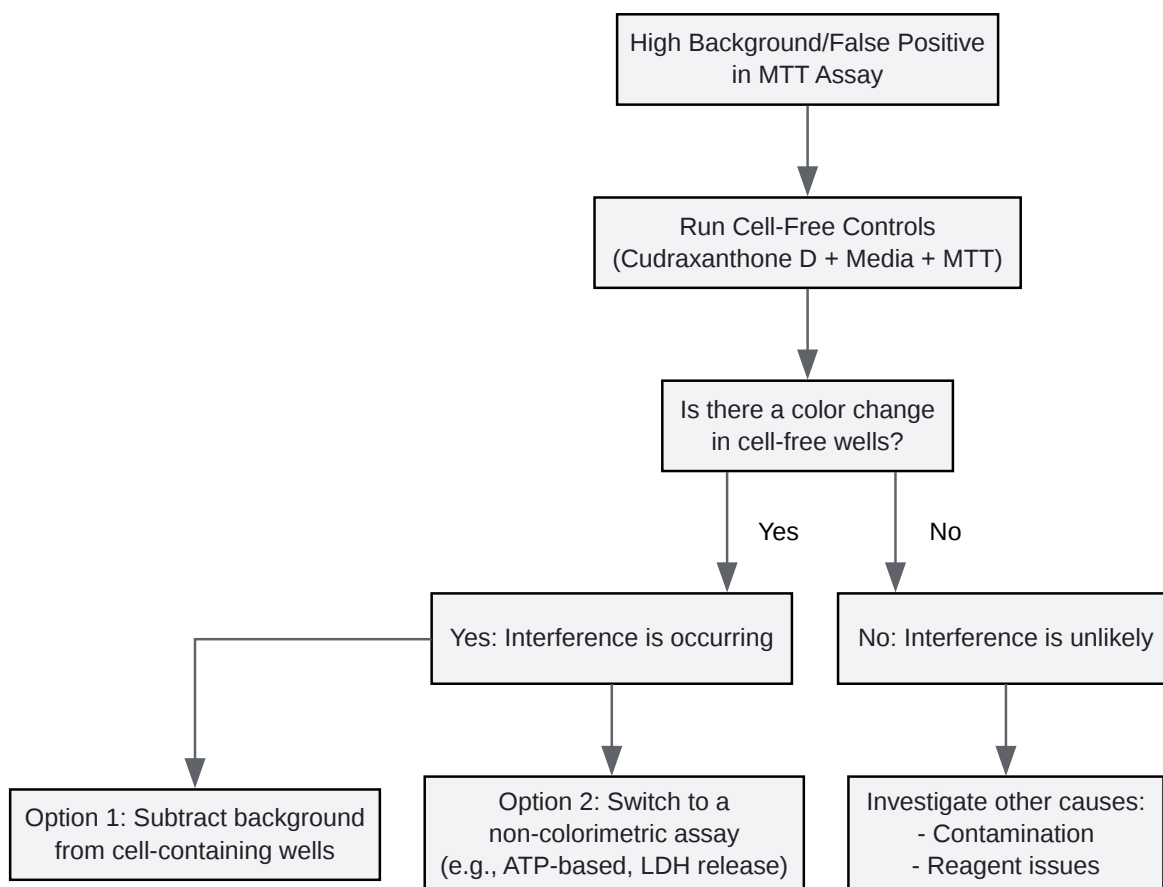 High Background/False Positive
in MTT Assay
Run Cell-Free Controls
(Cudraxanthone D + Media + MTT)
Is there a color change
in cell-free wells?
Yes
No
Yes: Interference is occurring
No: Interference is unlikely
Option 1: Subtract background
from cell-containing wells
Option 2: Switch to a
non-colorimetric assay
(e.g., ATP-based, LDH release)
Investigate other causes:
- Contamination
- Reagent issues